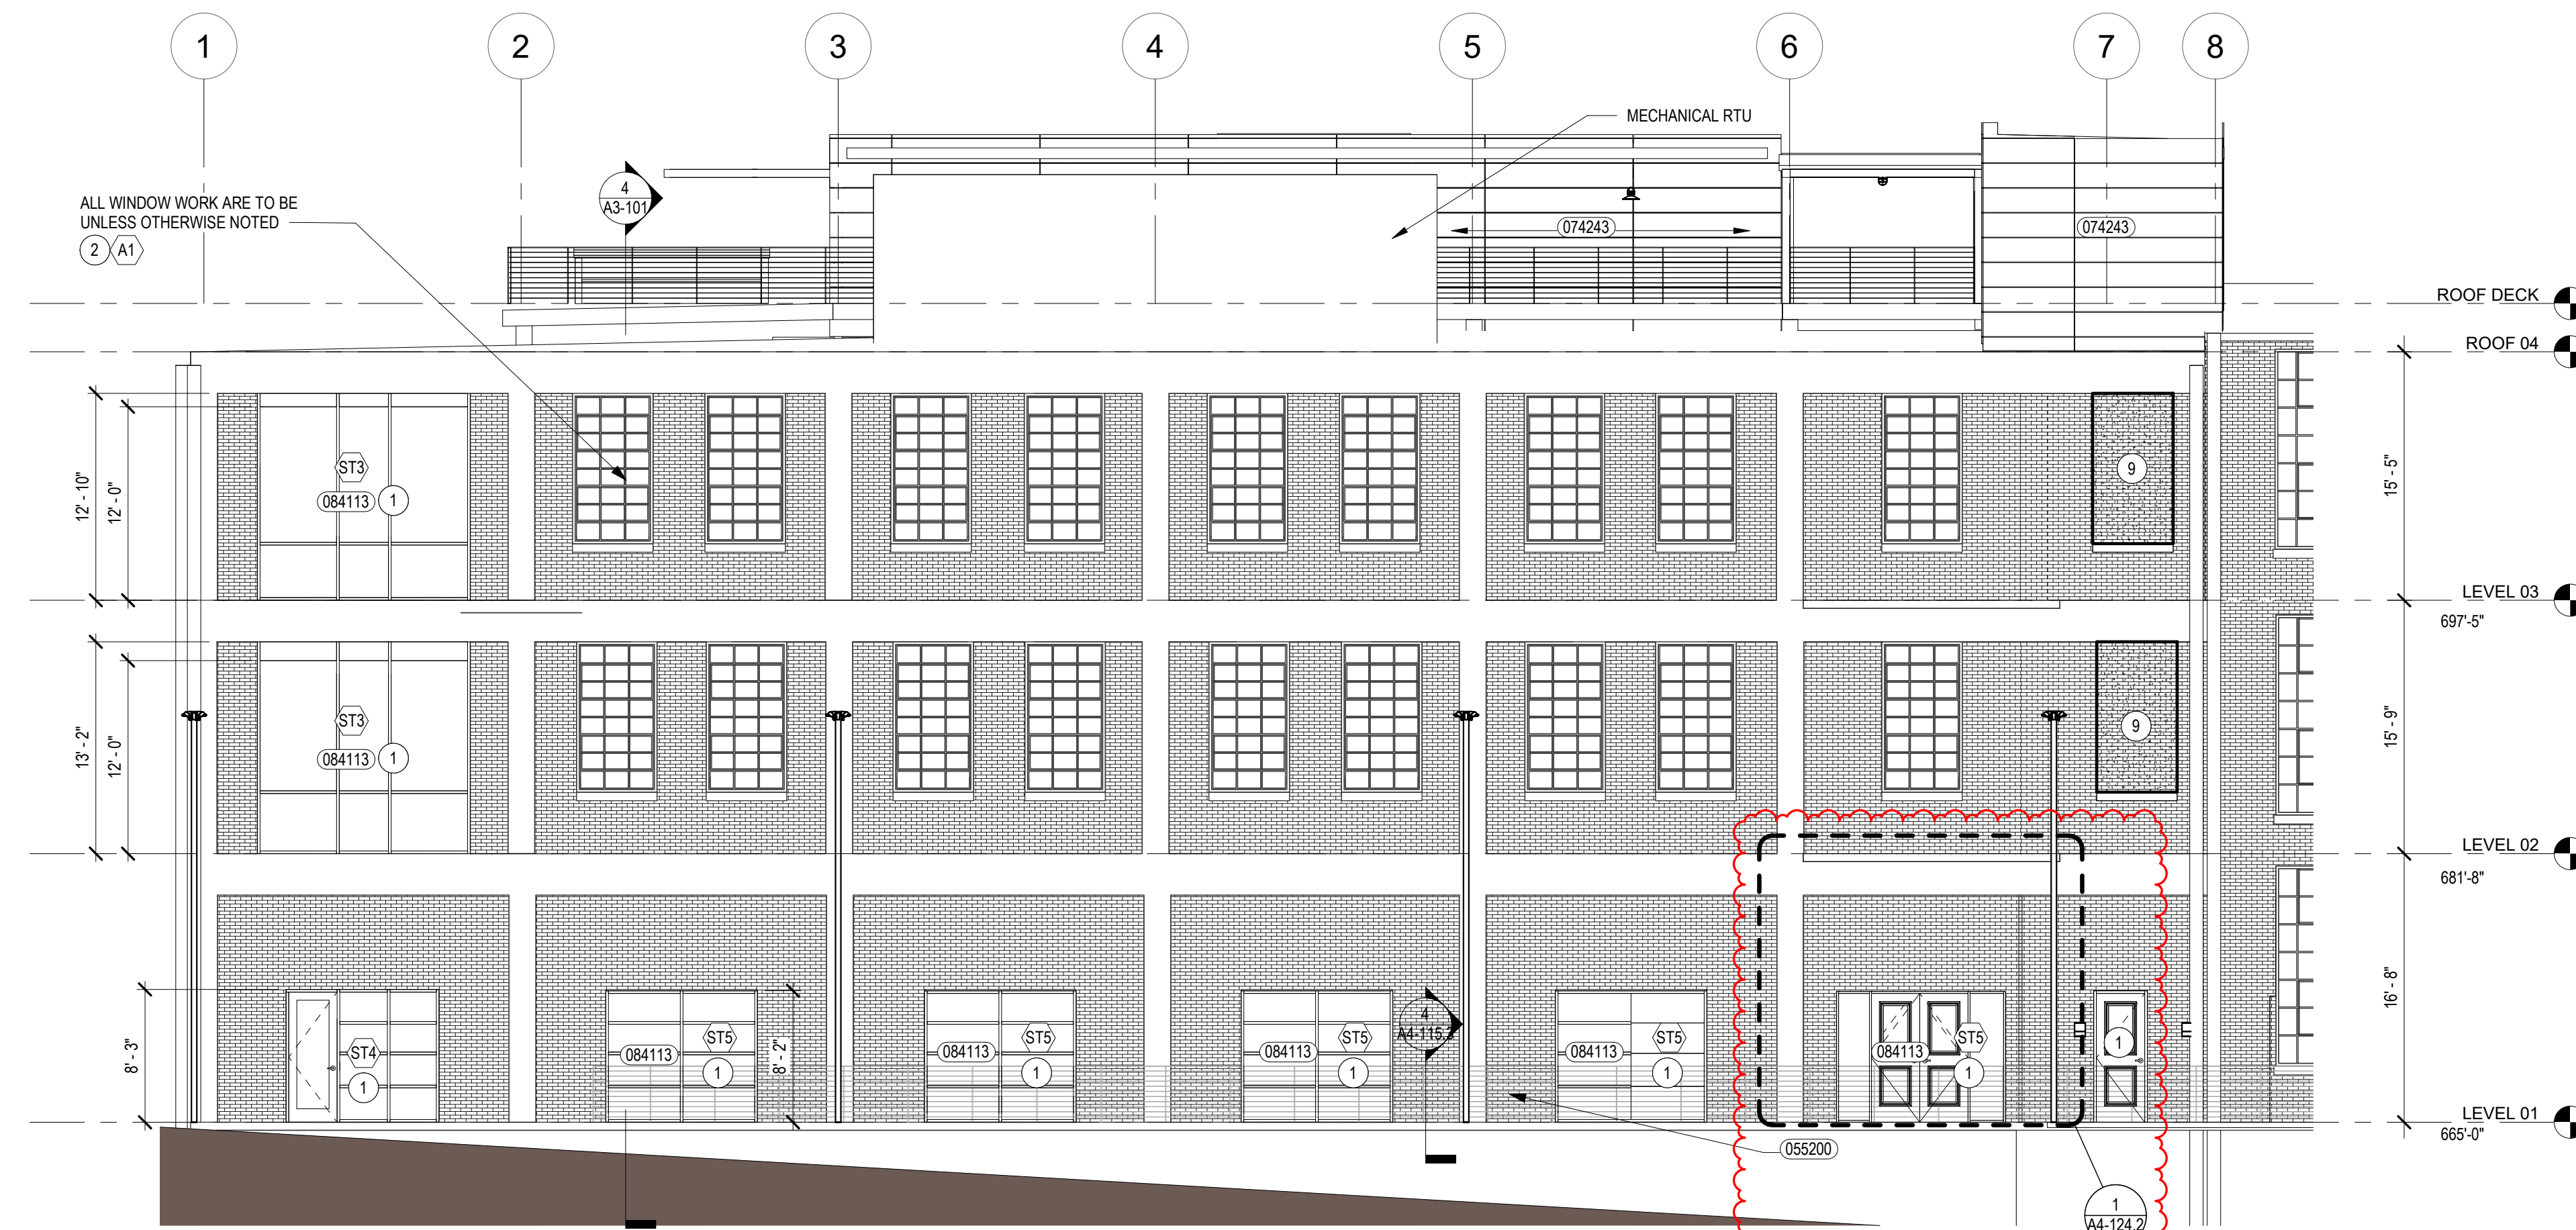 1
2
3
4
5
6
7
8
MECHANICAL RTU
ALL WINDOW WORK ARE TO BE
UNLESS OTHERWISE NOTED
2 A1
4
A3-101
074243
074243
ROOF DECK
ROOF 04
12' - 10"
12' - 0"
ST3
084113 1
9
15' - 5"
LEVEL 03
697'-5"
13' - 2"
12' - 0"
ST3
084113 1
9
15' - 9"
LEVEL 02
681'-8"
8' - 3"
ST4
1
084113
ST5
1
8' - 2"
084113
ST5
1
084113
ST5
1
4
A4-115.3
084113
ST5
1
084113
ST5
1
1
16' - 8"
LEVEL 01
665'-0"
055200
1
A4-124.2